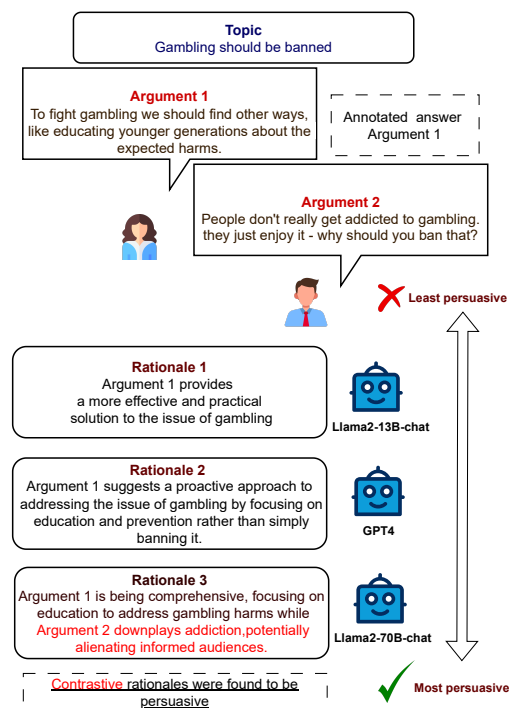 Topic
Gambling should be banned
Argument 1
To fight gambling we should find other ways,
like educating younger generations about the
expected harms.
Annotated answer
Argument 1
Argument 2
People don't really get addicted to gambling.
they just enjoy it - why should you ban that?
Least persuasive
Rationale 1
Argument 1 provides
a more effective and practical
solution to the issue of gambling
Llama2-13B-chat
Rationale 2
Argument 1 suggests a proactive approach to
addressing the issue of gambling by focusing on
education and prevention rather than simply
banning it.
GPT4
Rationale 3
Argument 1 is being comprehensive, focusing on
education to address gambling harms while
Argument 2 downplays addiction,potentially
alienating informed audiences.
Llama2-70B-chat
Contrastive rationales were found to be
persuasive
Most persuasive